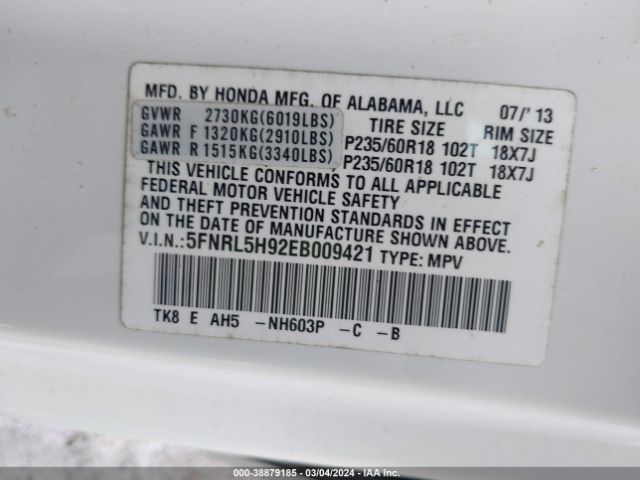 MFD. BY HONDA MFG. OF ALABAMA, LLC 07/'13
GVWR 2730KG(6019LBS) TIRE SIZE RIM SIZE
GAWR F 1320KG(2910LBS) P235/60R18 102T 18X7J
GAWR R 1515KG(3340LBS) P235/60R18 102T 18X7J
THIS VEHICLE CONFORMS TO ALL APPLICABLE
FEDERAL MOTOR VEHICLE SAFETY
AND THEFT PREVENTION STANDARDS IN EFFECT
ON THE DATE OF MANUFACTURE SHOWN ABOVE.
V.I.N.:5FNRL5H92EB009421 TYPE: MPV
TK8 E AH5 -NH603P -C -B
000-38879185 - 03/04/2024 - IAAI.com